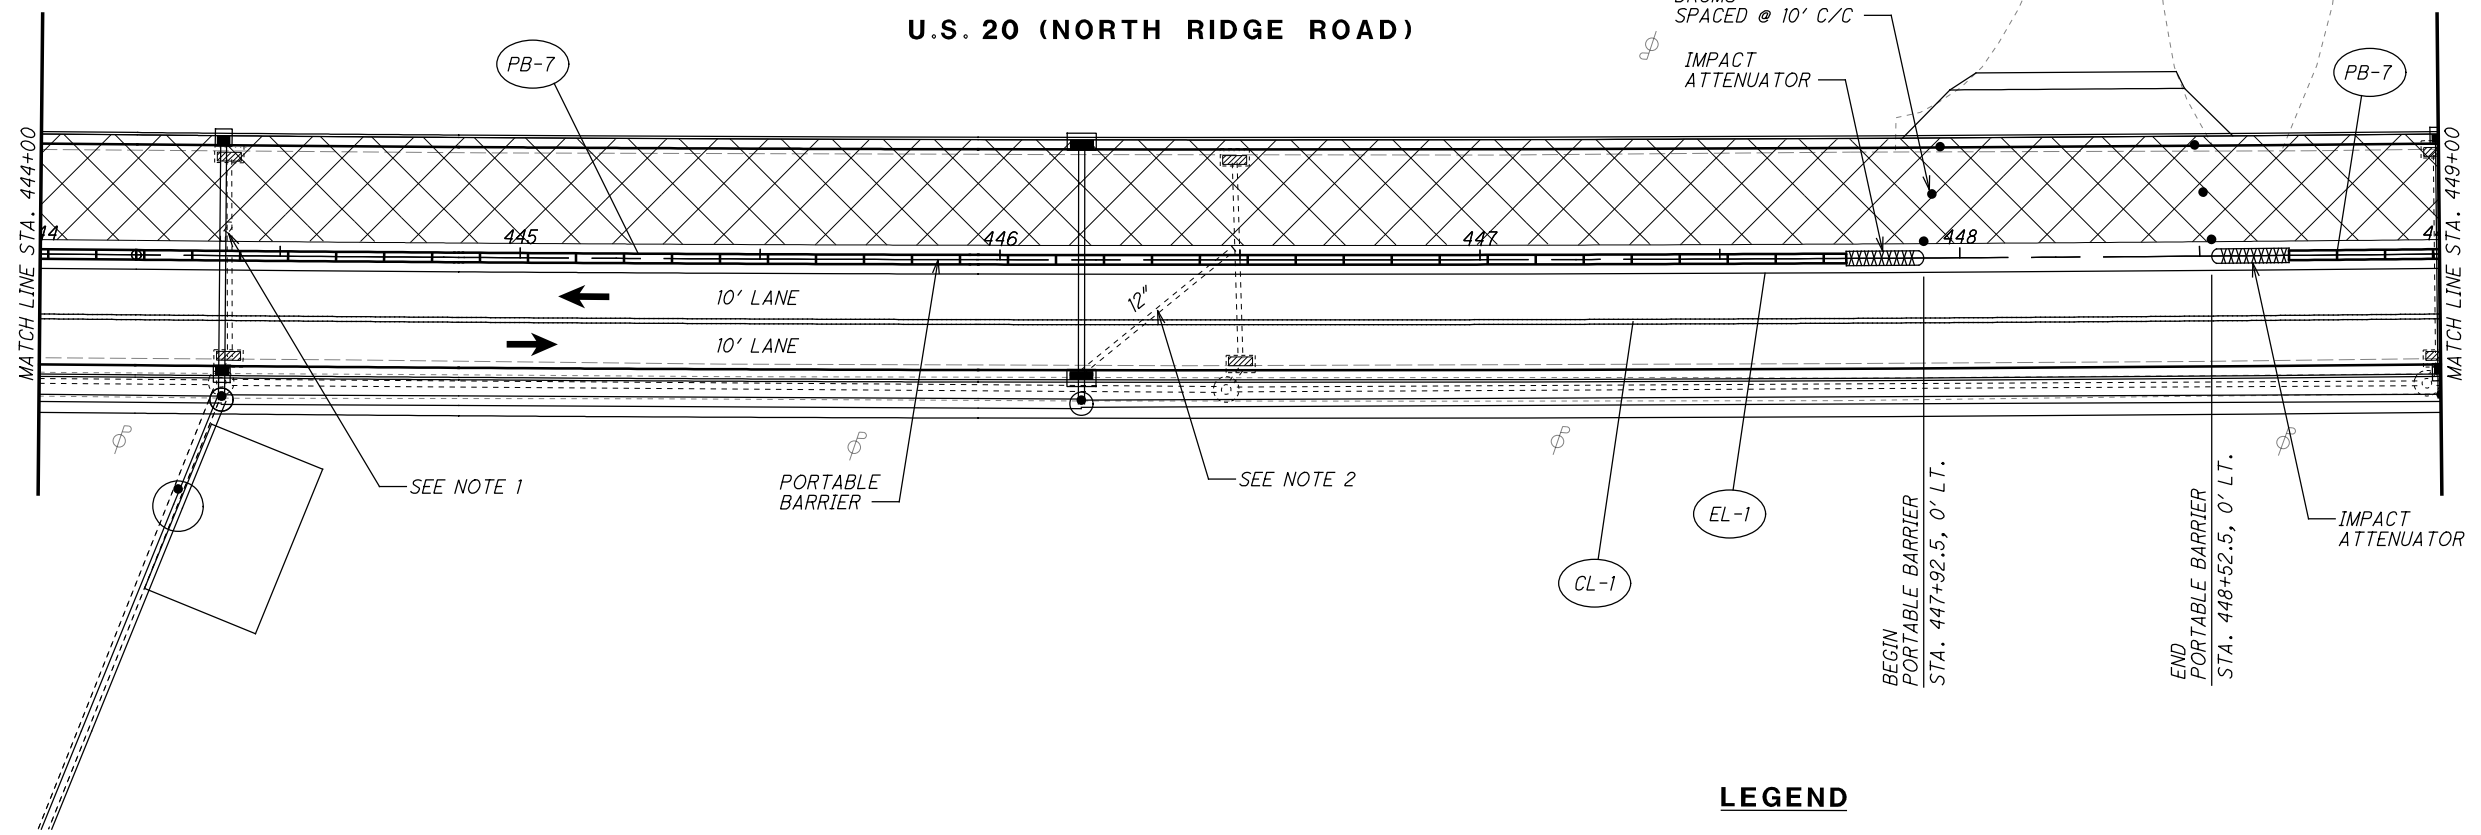 U.S. 20 (NORTH RIDGE ROAD)
DRUMS
SPACED @ 10' C/C
IMPACT
ATTENUATOR
PB-7
PB-7
MATCH LINE STA. 444+00
MATCH LINE STA. 449+00
445
446
447
448
10' LANE
10' LANE
12"
SEE NOTE 1
PORTABLE
BARRIER
SEE NOTE 2
EL-1
CL-1
BEGIN
PORTABLE BARRIER
STA. 447+92.5, 0' LT.
END
PORTABLE BARRIER
STA. 448+52.5, 0' LT.
IMPACT
ATTENUATOR
LEGEND